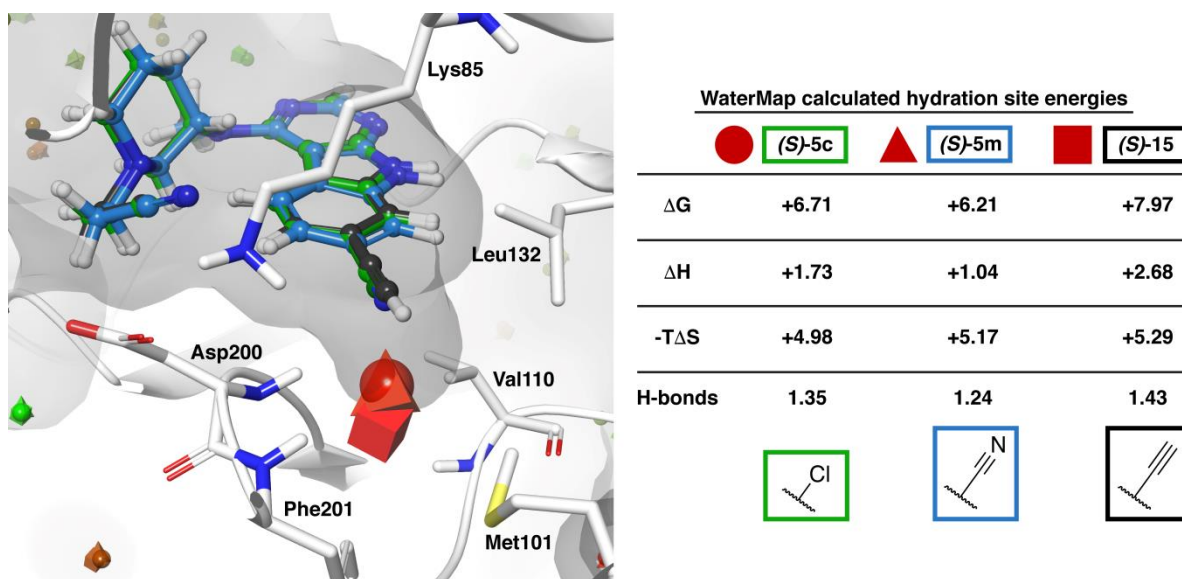 Lys85
Leu132
Asp200
Val110
Phe201
Met101
WaterMap calculated hydration site energies
(S)-5c (S)-5m (S)-15
ΔG +6.71 +6.21 +7.97
ΔH +1.73 +1.04 +2.68
-TΔS +4.98 +5.17 +5.29
H-bonds 1.35 1.24 1.43
Cl N